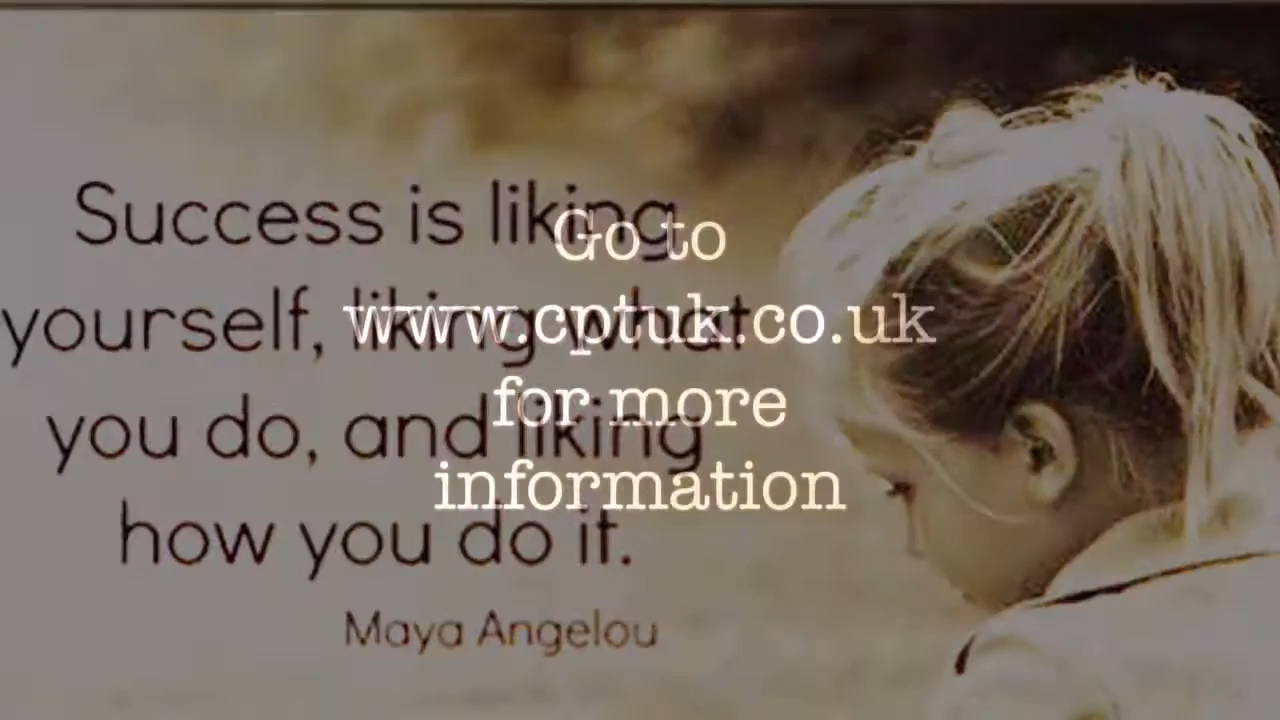 Success is liking
yourself, liking what
you do, and liking
how you do it.
Maya Angelou
Go to
www.cptuk.co.uk
for more
information